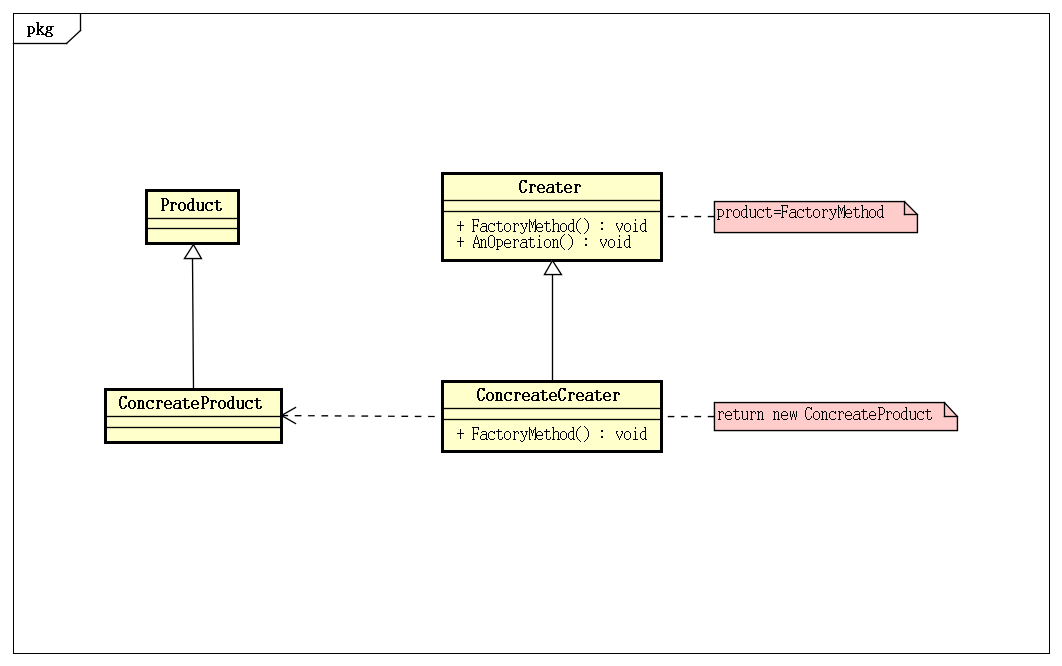 pkg
Product
Creater
+ FactoryMethod() : void
+ AnOperation() : void
product=FactoryMethod
ConcreateProduct
ConcreateCreater
+ FactoryMethod() : void
return new ConcreateProduct